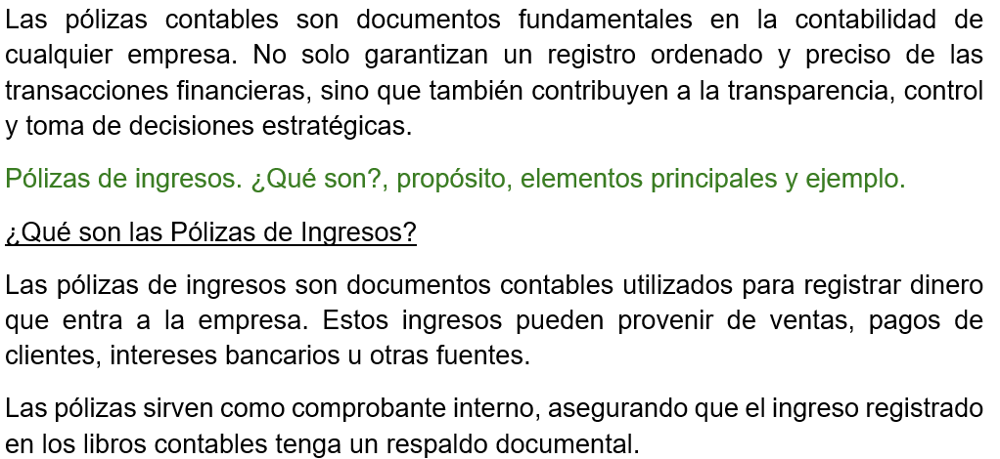 Las pólizas contables son documentos fundamentales en la contabilidad de
cualquier empresa. No solo garantizan un registro ordenado y preciso de las
transacciones financieras, sino que también contribuyen a la transparencia, control
y toma de decisiones estratégicas.
Pólizas de ingresos. ¿Qué son?, propósito, elementos principales y ejemplo.
¿Qué son las Pólizas de Ingresos?
Las pólizas de ingresos son documentos contables utilizados para registrar dinero
que entra a la empresa. Estos ingresos pueden provenir de ventas, pagos de
clientes, intereses bancarios u otras fuentes.
Las pólizas sirven como comprobante interno, asegurando que el ingreso registrado
en los libros contables tenga un respaldo documental.